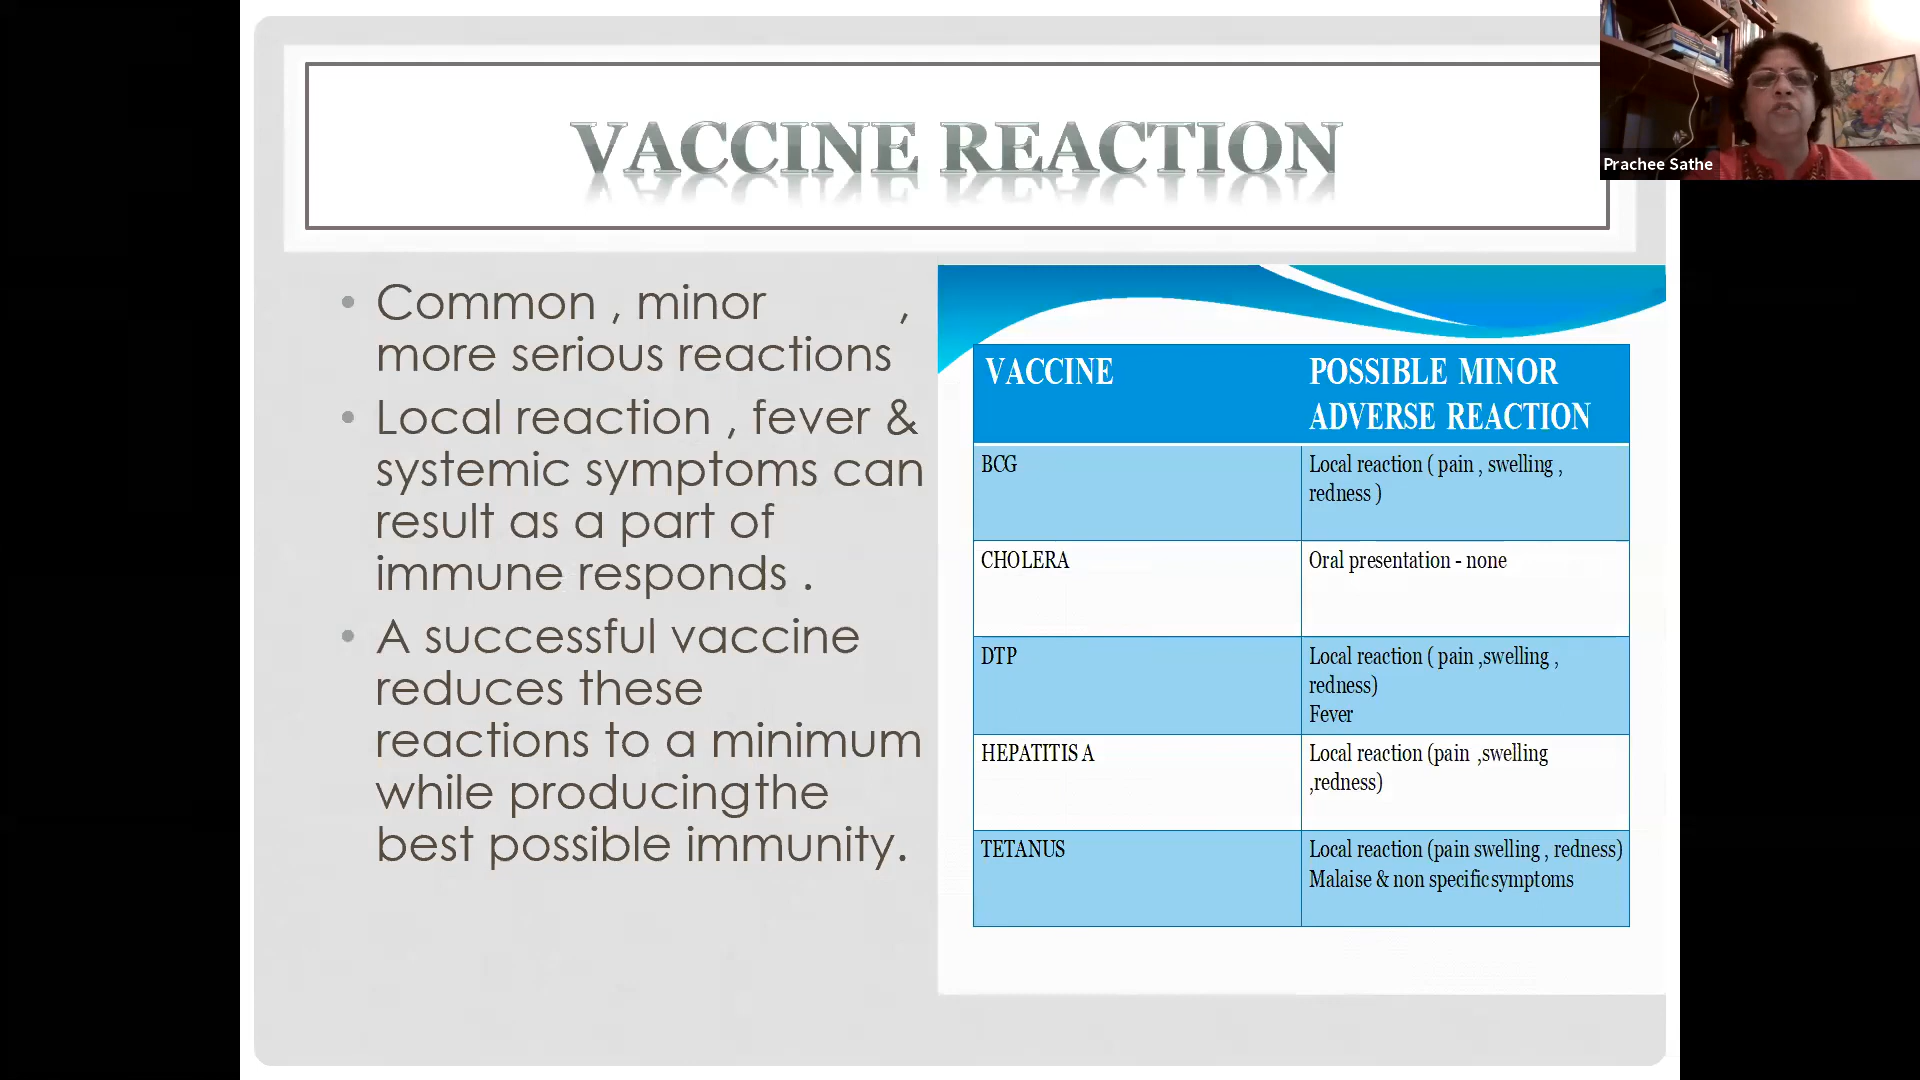 VACCINE REACTION
Prachee Sathe
• Common , minor ,
more serious reactions
• Local reaction , fever &
systemic symptoms can
result as a part of
immune responds .
• A successful vaccine
reduces these
reactions to a minimum
while producingthe
best possible immunity.
VACCINE
POSSIBLE MINOR
ADVERSE REACTION
BCG
Local reaction ( pain , swelling ,
redness )
CHOLERA
Oral presentation - none
DTP
Local reaction ( pain ,swelling ,
redness)
Fever
HEPATITIS A
Local reaction (pain ,swelling
,redness)
TETANUS
Local reaction (pain swelling , redness)
Malaise & non specific symptoms